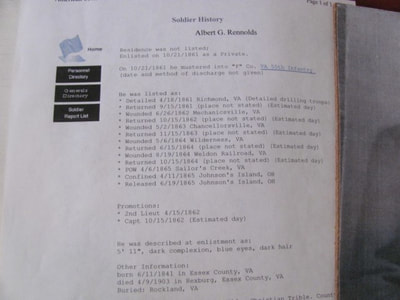 Page 1 of 1
Soldier History
Albert G. Rennolds
Home
Personnel
Directory
Directory
Soldier
Report List
Residence was not listed;
Enlisted on 10/21/1861 as a Private.
On 10/21/1861 he mustered into "F" Co. VA 55th Infantry
(date and method of discharge not given)
He was listed as:
* Detailed 4/18/1861 Richmond, VA (Detailed drilling troops)
* Returned 9/15/1861 (place not stated) (Estimated day)
* Wounded 6/26/1862 Mechanicsville, VA
* Returned 10/15/1862 (place not stated) (Estimated day)
* Wounded 5/2/1863 Chancellorsville, VA
* Returned 11/15/1863 (place not stated) (Estimated day)
* Wounded 5/6/1864 Wilderness, VA
* Returned 6/15/1864 (place not stated) (Estimated day)
* Wounded 8/19/1864 Weldon Railroad, VA
* Returned 10/15/1864 (place not stated) (Estimated day)
* POW 4/6/1865 Sailor's Creek, VA
* Confined 4/11/1865 Johnson's Island, OH
* Released 6/19/1865 Johnson's Island, OH
Promotions:
* 2nd Lieut 4/15/1862
* Capt 10/15/1862 (Estimated day)
He was described at enlistment as:
5' 11", dark complexion, blue eyes, dark hair
Other Information:
born 6/11/1841 in Essex County, VA
died 4/9/1903 in Rexburg, Essex County, VA
Buried: Rockland, VA
Christian Trible, County